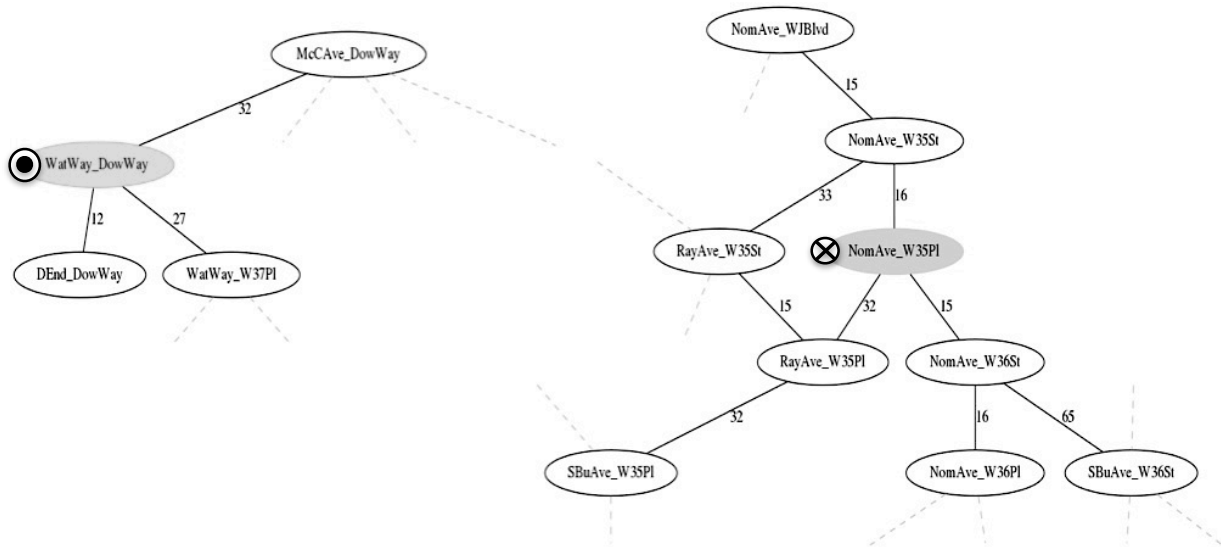 NomAve_WJBlvd
McCAve_DowWay
15
32
NomAve_W35St
WatWay_DowWay
33
16
12
27
RayAve_W35St
NomAve_W35Pl
DEnd_DowWay
WatWay_W37Pl
15
32
15
RayAve_W35Pl
NomAve_W36St
32
16
65
SBuAve_W35Pl
NomAve_W36Pl
SBuAve_W36St